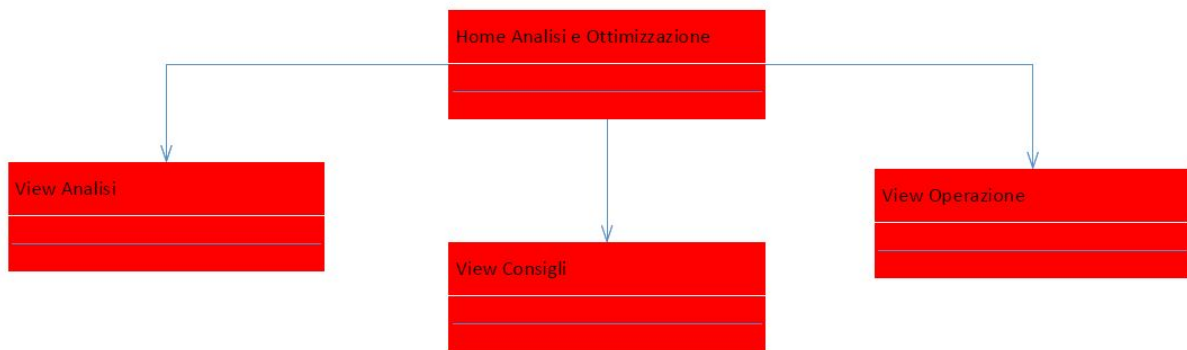 Home Analisi e Ottimizzazione
View Analisi
View Operazione
View Consigli